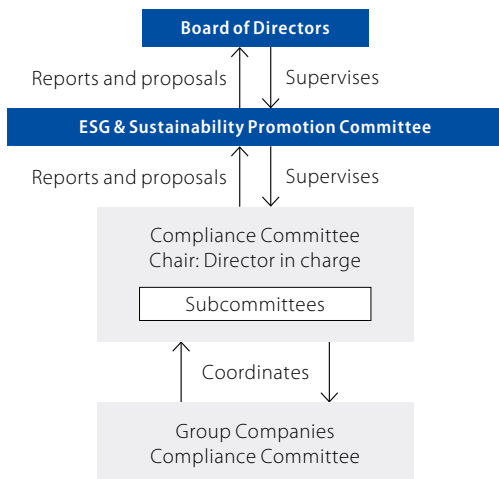 Board of Directors
Reports and proposals Supervises
ESG & Sustainability Promotion Committee
Reports and proposals Supervises
Compliance Committee
Chair: Director in charge
Subcommittees
Coordinates
Group Companies
Compliance Committee